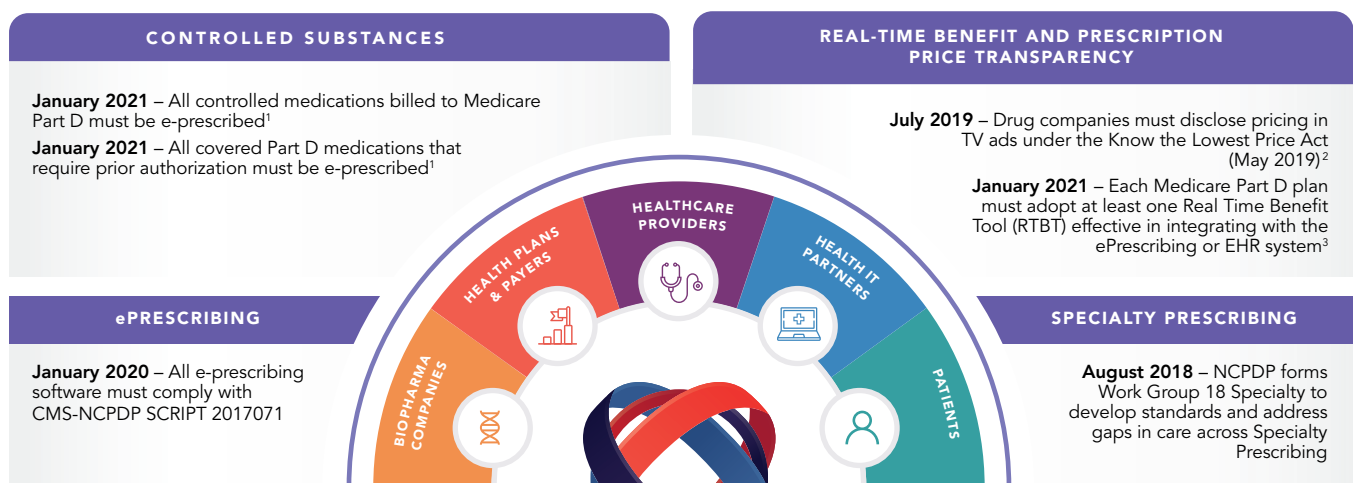 CONTROLLED SUBSTANCES
January 2021 – All controlled medications billed to Medicare
Part D must be e-prescribed¹
January 2021 – All covered Part D medications that
require prior authorization must be e-prescribed¹
REAL-TIME BENEFIT AND PRESCRIPTION
PRICE TRANSPARENCY
July 2019 – Drug companies must disclose pricing in
TV ads under the Know the Lowest Price Act
(May 2019)²
January 2021 – Each Medicare Part D plan
must adopt at least one Real Time Benefit
Tool (RTBT) effective in integrating with the
ePrescribing or EHR system³
ePRESCRIBING
January 2020 – All e-prescribing
software must comply with
CMS-NCPDP SCRIPT 2017071
BIOPHARMA
COMPANIES
HEALTH PLANS
& PAYERS
HEALTHCARE
PROVIDERS
HEALTH IT
PARTNERS
PATIENTS
SPECIALTY PRESCRIBING
August 2018 – NCPDP forms
Work Group 18 Specialty to
develop standards and address
gaps in care across Specialty
Prescribing